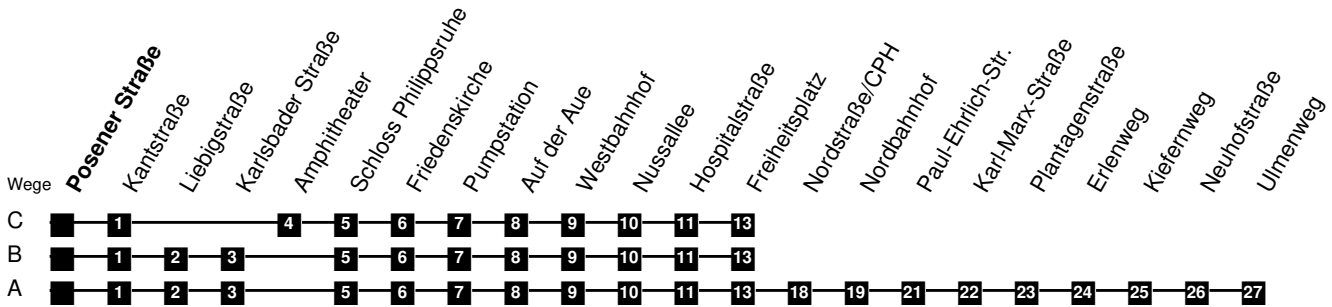 Wege
Posener Straße
Kantstraße
Liebigstraße
Karlsbader Straße
Amphitheater
Schloss Philippsruhe
Friedenskirche
Pumpstation
Auf der Aue
Westbahnhof
Nussallee
Hospitalstraße
Freiheitsplatz
Nordstraße/CPH
Nordbahnhof
Paul-Ehrlich-Str.
Karl-Marx-Straße
Plantagenstraße
Erlenweg
Kiefernweg
Neuhofstraße
Ulmenweg
C 1 4 5 6 7 8 9 10 11 13
B 1 2 3 5 6 7 8 9 10 11 13
A 1 2 3 5 6 7 8 9 10 11 13 18 19 21 22 23 24 25 26 27